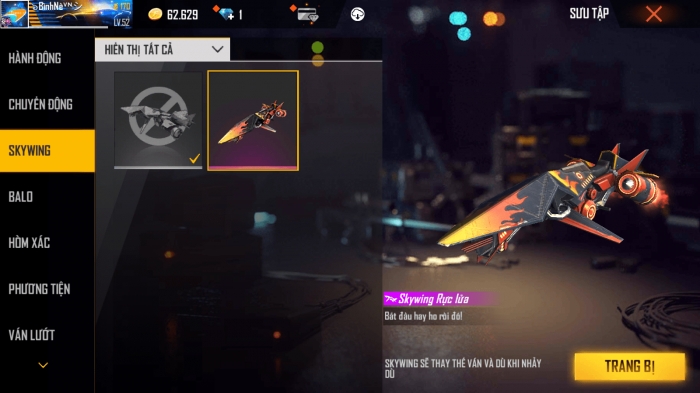 BinhNa VN
170
LV.52
62.629
1
SƯU TẬP
HÀNH ĐỘNG
CHUYỂN ĐỘNG
SKYWING
BALO
HÒM XÁC
PHƯƠNG TIỆN
VÁN LƯỚT
HIỂN THỊ TẤT CẢ
Skywing Rực lửa
Bắt đầu hay ho rồi đó!
SKYWING SẼ THAY THẾ VÁN VÀ DÙ KHI NHẢY
DÙ
TRANG BỊ